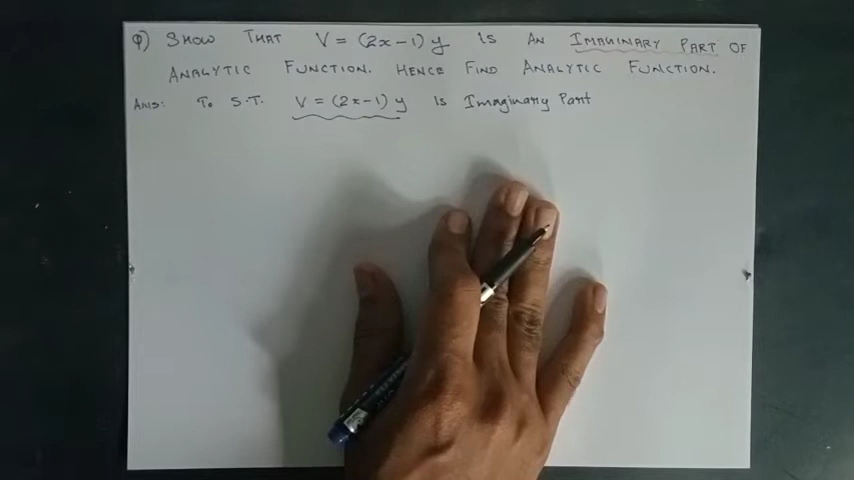 Q) SHOW THAT V = (2x-1)y IS AN IMAGINARY PART OF
ANALYTIC FUNCTION. HENCE FIND ANALYTIC FUNCTION.
Ans: To S.T. V = (2x-1) y is Imaginary Part